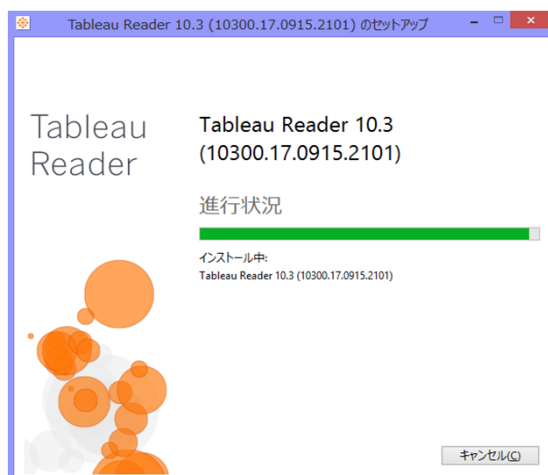 Tableau Reader 10.3 (10300.17.0915.2101) のセットアップ
Tableau
Reader
Tableau Reader 10.3
(10300.17.0915.2101)
進行状況
インストール中:
Tableau Reader 10.3 (10300.17.0915.2101)
キャンセル(C)